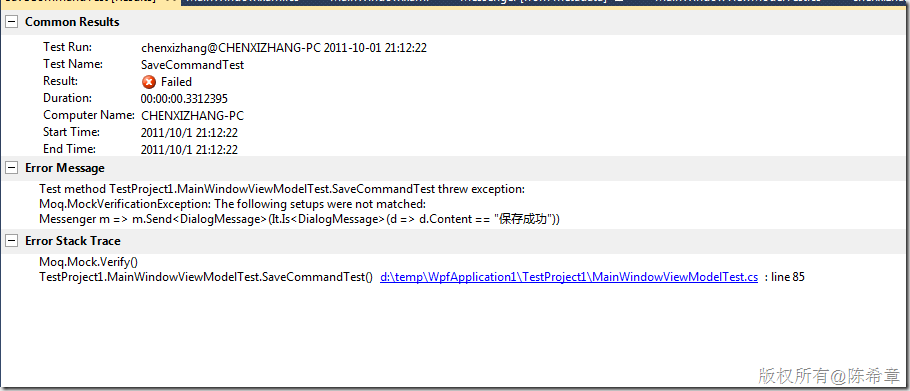 Common Results
Test Run: chenxizhang@CHENXIZHANG-PC 2011-10-01 21:12:22
Test Name: SaveCommandTest
Result: Failed
Duration: 00:00:00.3312395
Computer Name: CHENXIZHANG-PC
Start Time: 2011/10/1 21:12:22
End Time: 2011/10/1 21:12:22
Error Message
Test method TestProject1.MainWindowViewModelTest.SaveCommandTest threw exception:
Moq.MockVerificationException: The following setups were not matched:
Messenger m => m.Send<DialogMessage>(It.Is<DialogMessage>(d => d.Content == "保存成功"))
Error Stack Trace
Moq.Mock.Verify()
TestProject1.MainWindowViewModelTest.SaveCommandTest() d:\temp\WpfApplication1\TestProject1\MainWindowViewModelTest.cs : line 85
版权所有@陈希章